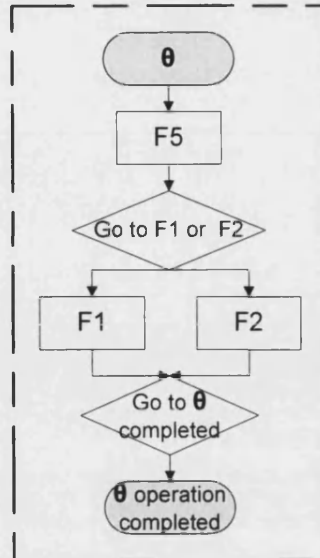 θ
F5
Go to F1 or F2
F1
F2
Go to θ
completed
θ operation
completed